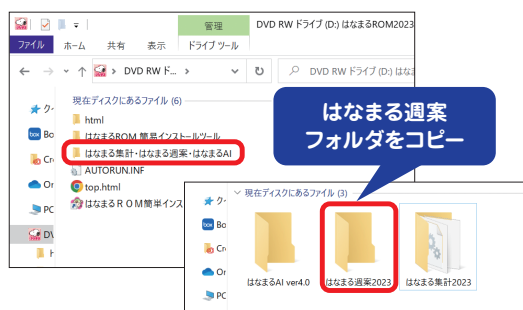 管理
DVD RW ドライブ (D:) はなまるROM2023
ファイル
ホーム
共有
表示
ドライブ ツール
DVD RW ド...
DVD RW ドライブ (D:) はな
現在ディスクにあるファイル (6)
html
はなまるROM 簡易インストールツール
はなまる集計・はなまる週案・はなまるAI
AUTORUN.INF
top.html
はなまるＲＯＭ簡単インス
ク
Bo
Cr
Or
PC
DV
はなまる週案
フォルダをコピー
現在ディスクにあるファイル (3)
ク
Bo
Cr
Or
PC
はなまるAI ver4.0
はなまる週案2023
はなまる集計2023